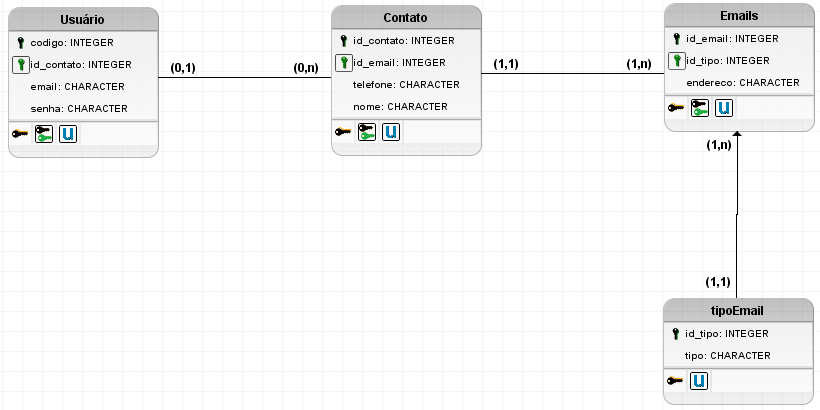 Usuário
codigo: INTEGER
id_contato: INTEGER
email: CHARACTER
senha: CHARACTER
U
(0,1)
(0,n)
Contato
id_contato: INTEGER
id_email: INTEGER
telefone: CHARACTER
nome: CHARACTER
U
(1,1)
(1,n)
Emails
id_email: INTEGER
id_tipo: INTEGER
endereco: CHARACTER
U
(1,n)
(1,1)
tipoEmail
id_tipo: INTEGER
tipo: CHARACTER
U